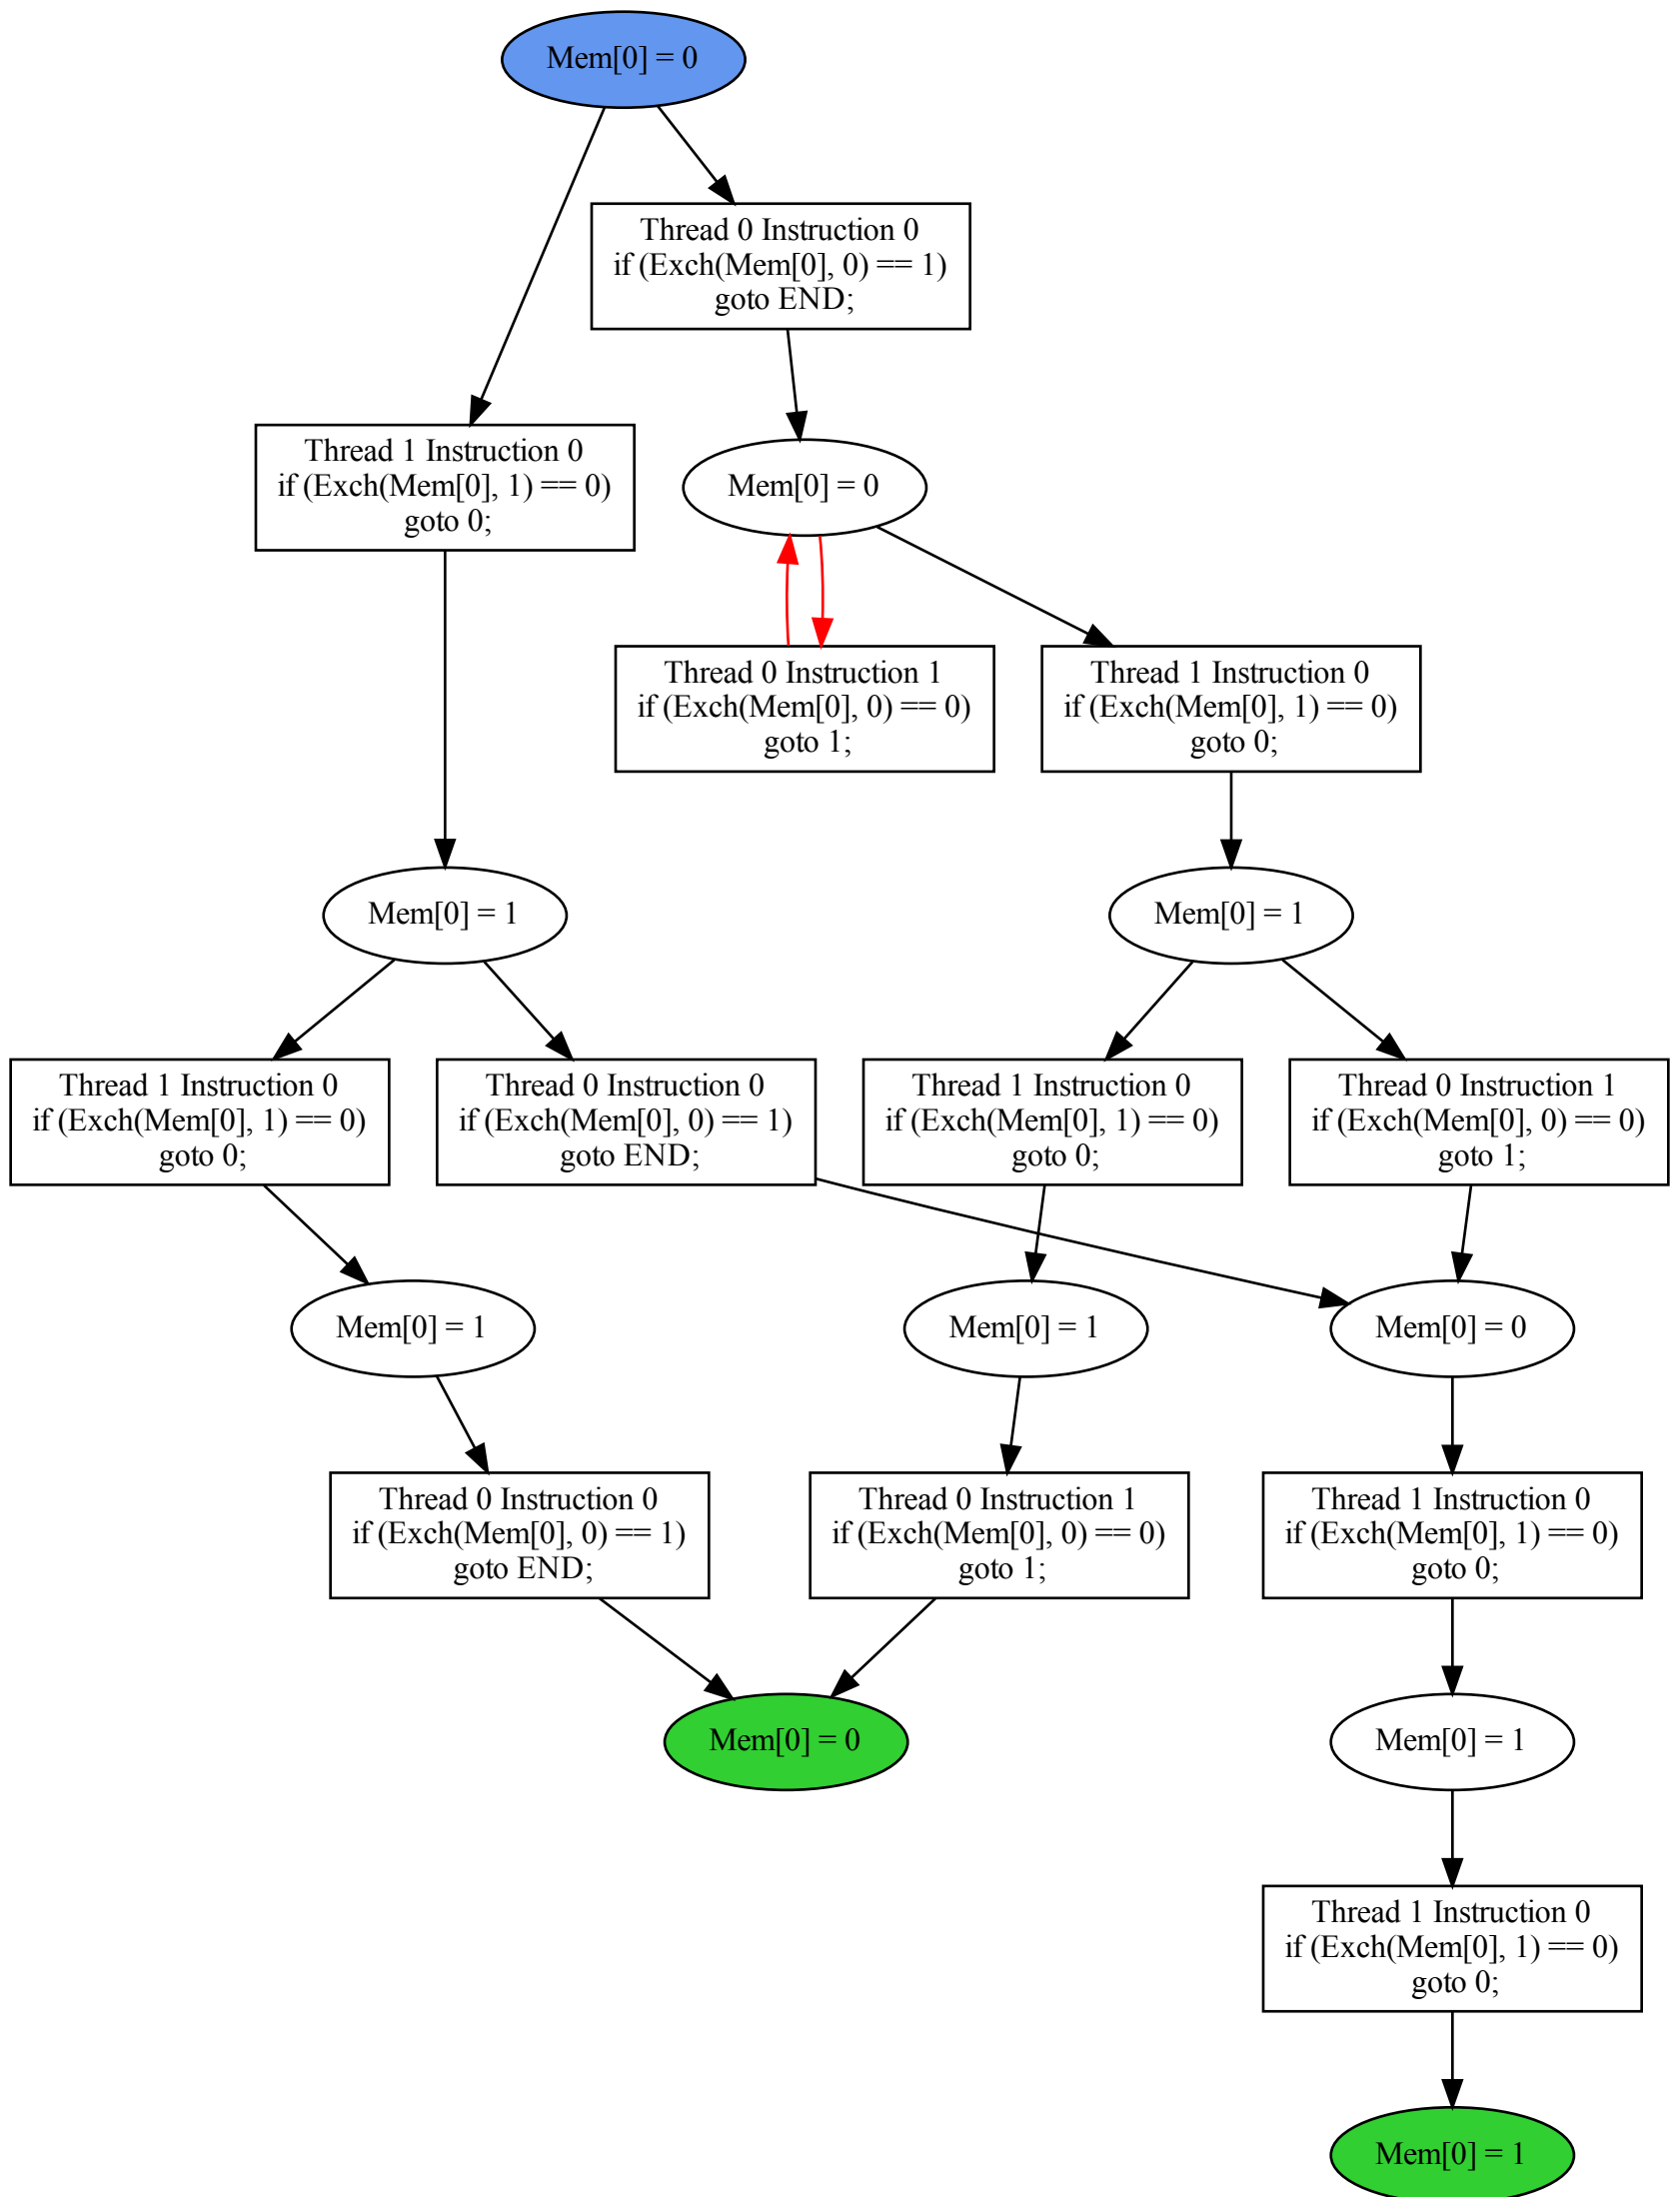 Mem[0] = 0
Thread 0 Instruction 0
if (Exch(Mem[0], 0) == 1)
goto END;
Thread 1 Instruction 0
if (Exch(Mem[0], 1) == 0)
goto 0;
Mem[0] = 0
Thread 0 Instruction 1
if (Exch(Mem[0], 0) == 0)
goto 1;
Thread 1 Instruction 0
if (Exch(Mem[0], 1) == 0)
goto 0;
Mem[0] = 1
Mem[0] = 1
Thread 1 Instruction 0
if (Exch(Mem[0], 1) == 0)
goto 0;
Thread 0 Instruction 0
if (Exch(Mem[0], 0) == 1)
goto END;
Thread 1 Instruction 0
if (Exch(Mem[0], 1) == 0)
goto 0;
Thread 0 Instruction 1
if (Exch(Mem[0], 0) == 0)
goto 1;
Mem[0] = 1
Mem[0] = 1
Mem[0] = 0
Thread 0 Instruction 0
if (Exch(Mem[0], 0) == 1)
goto END;
Thread 0 Instruction 1
if (Exch(Mem[0], 0) == 0)
goto 1;
Thread 1 Instruction 0
if (Exch(Mem[0], 1) == 0)
goto 0;
Mem[0] = 0
Mem[0] = 1
Thread 1 Instruction 0
if (Exch(Mem[0], 1) == 0)
goto 0;
Mem[0] = 1